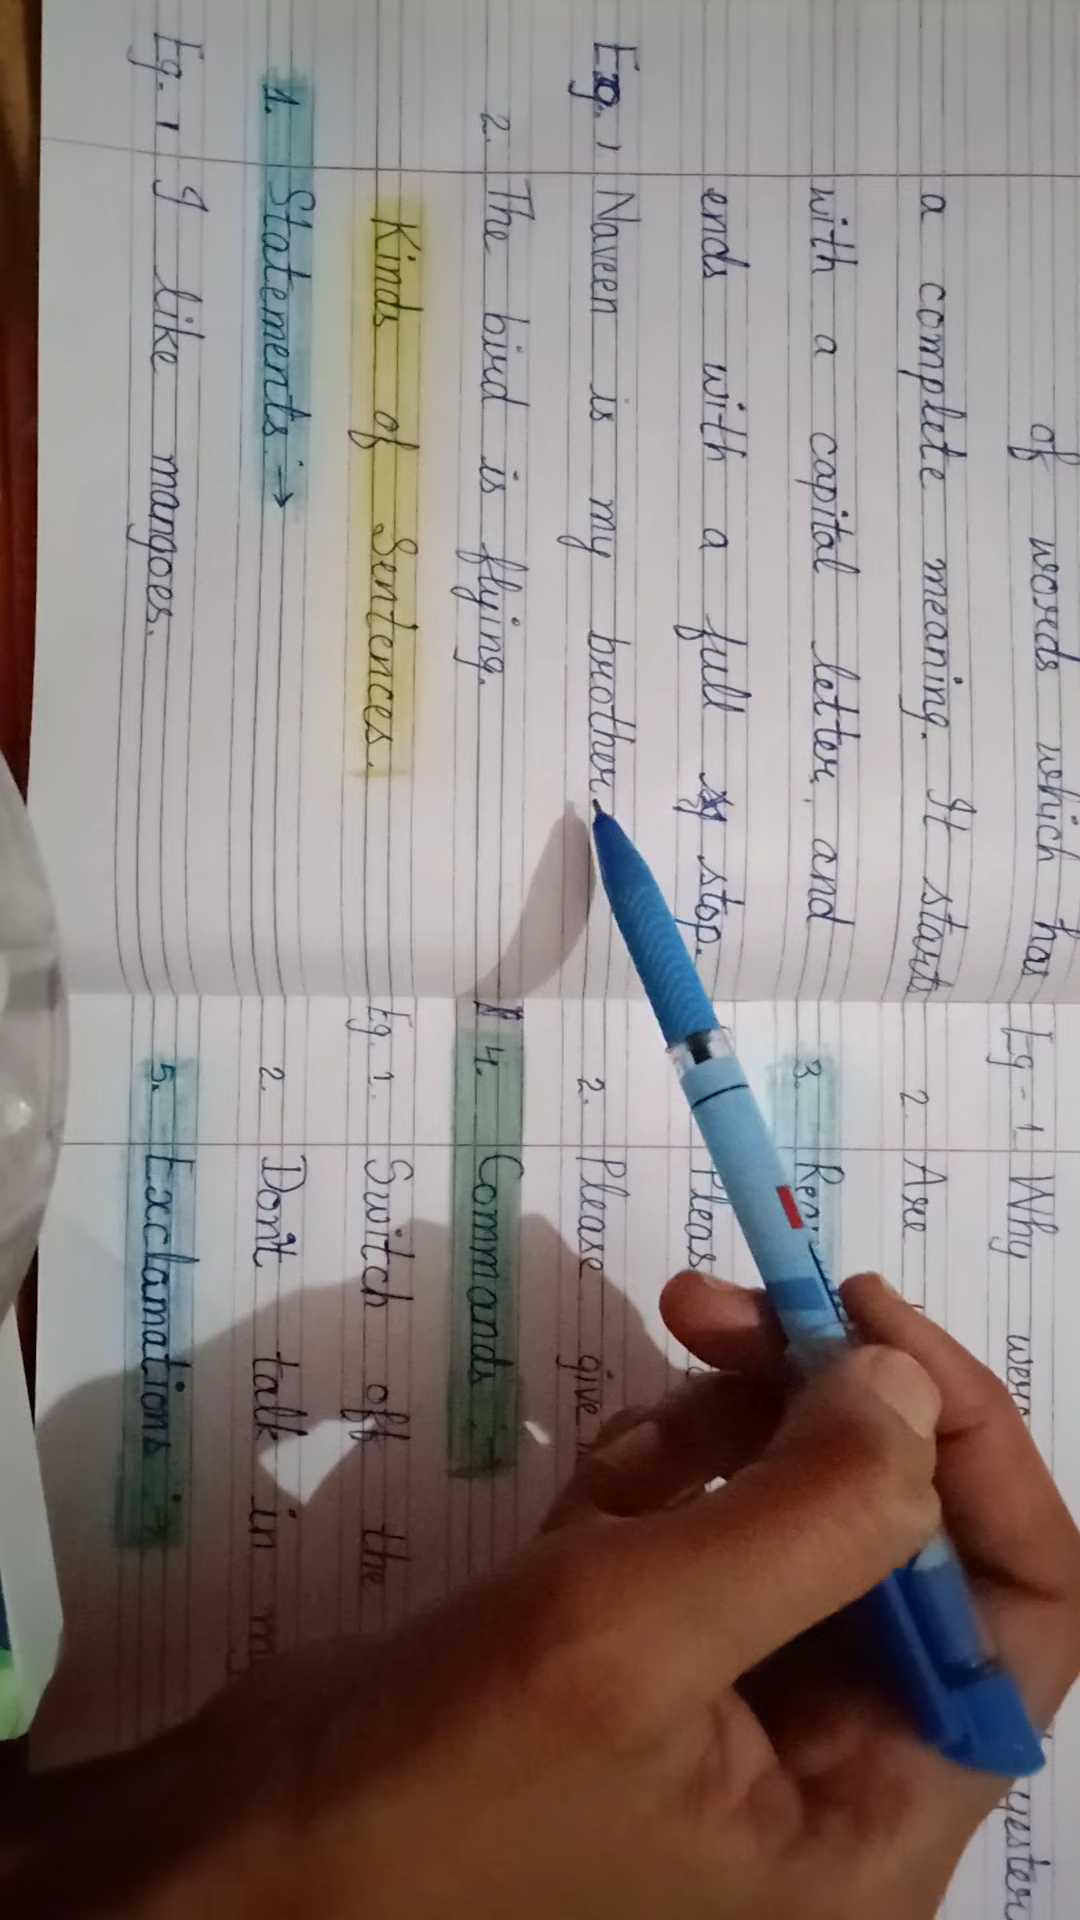 of words which has
a complete meaning. It starts
with a capital letter, and
ends with a full stop.
Eg. 1 Naveen is my brother.
2. The bird is flying.
Kinds of Sentences.
1. Statements :→
Eg. 1 I like mangoes.
Eg - 1 Why were yester
2. Are
3.
2. Please give
4. Commands :→
Eg. 1. Switch off the
2. Don't talk in
5. Exclamations :→